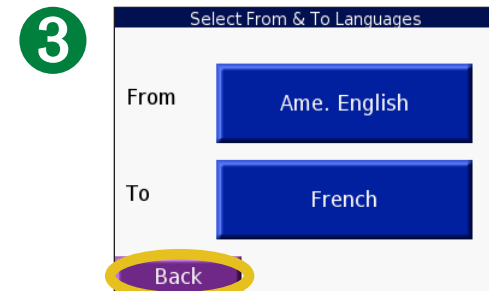 3
Select From & To Languages
From
Ame. English
To
French
Back